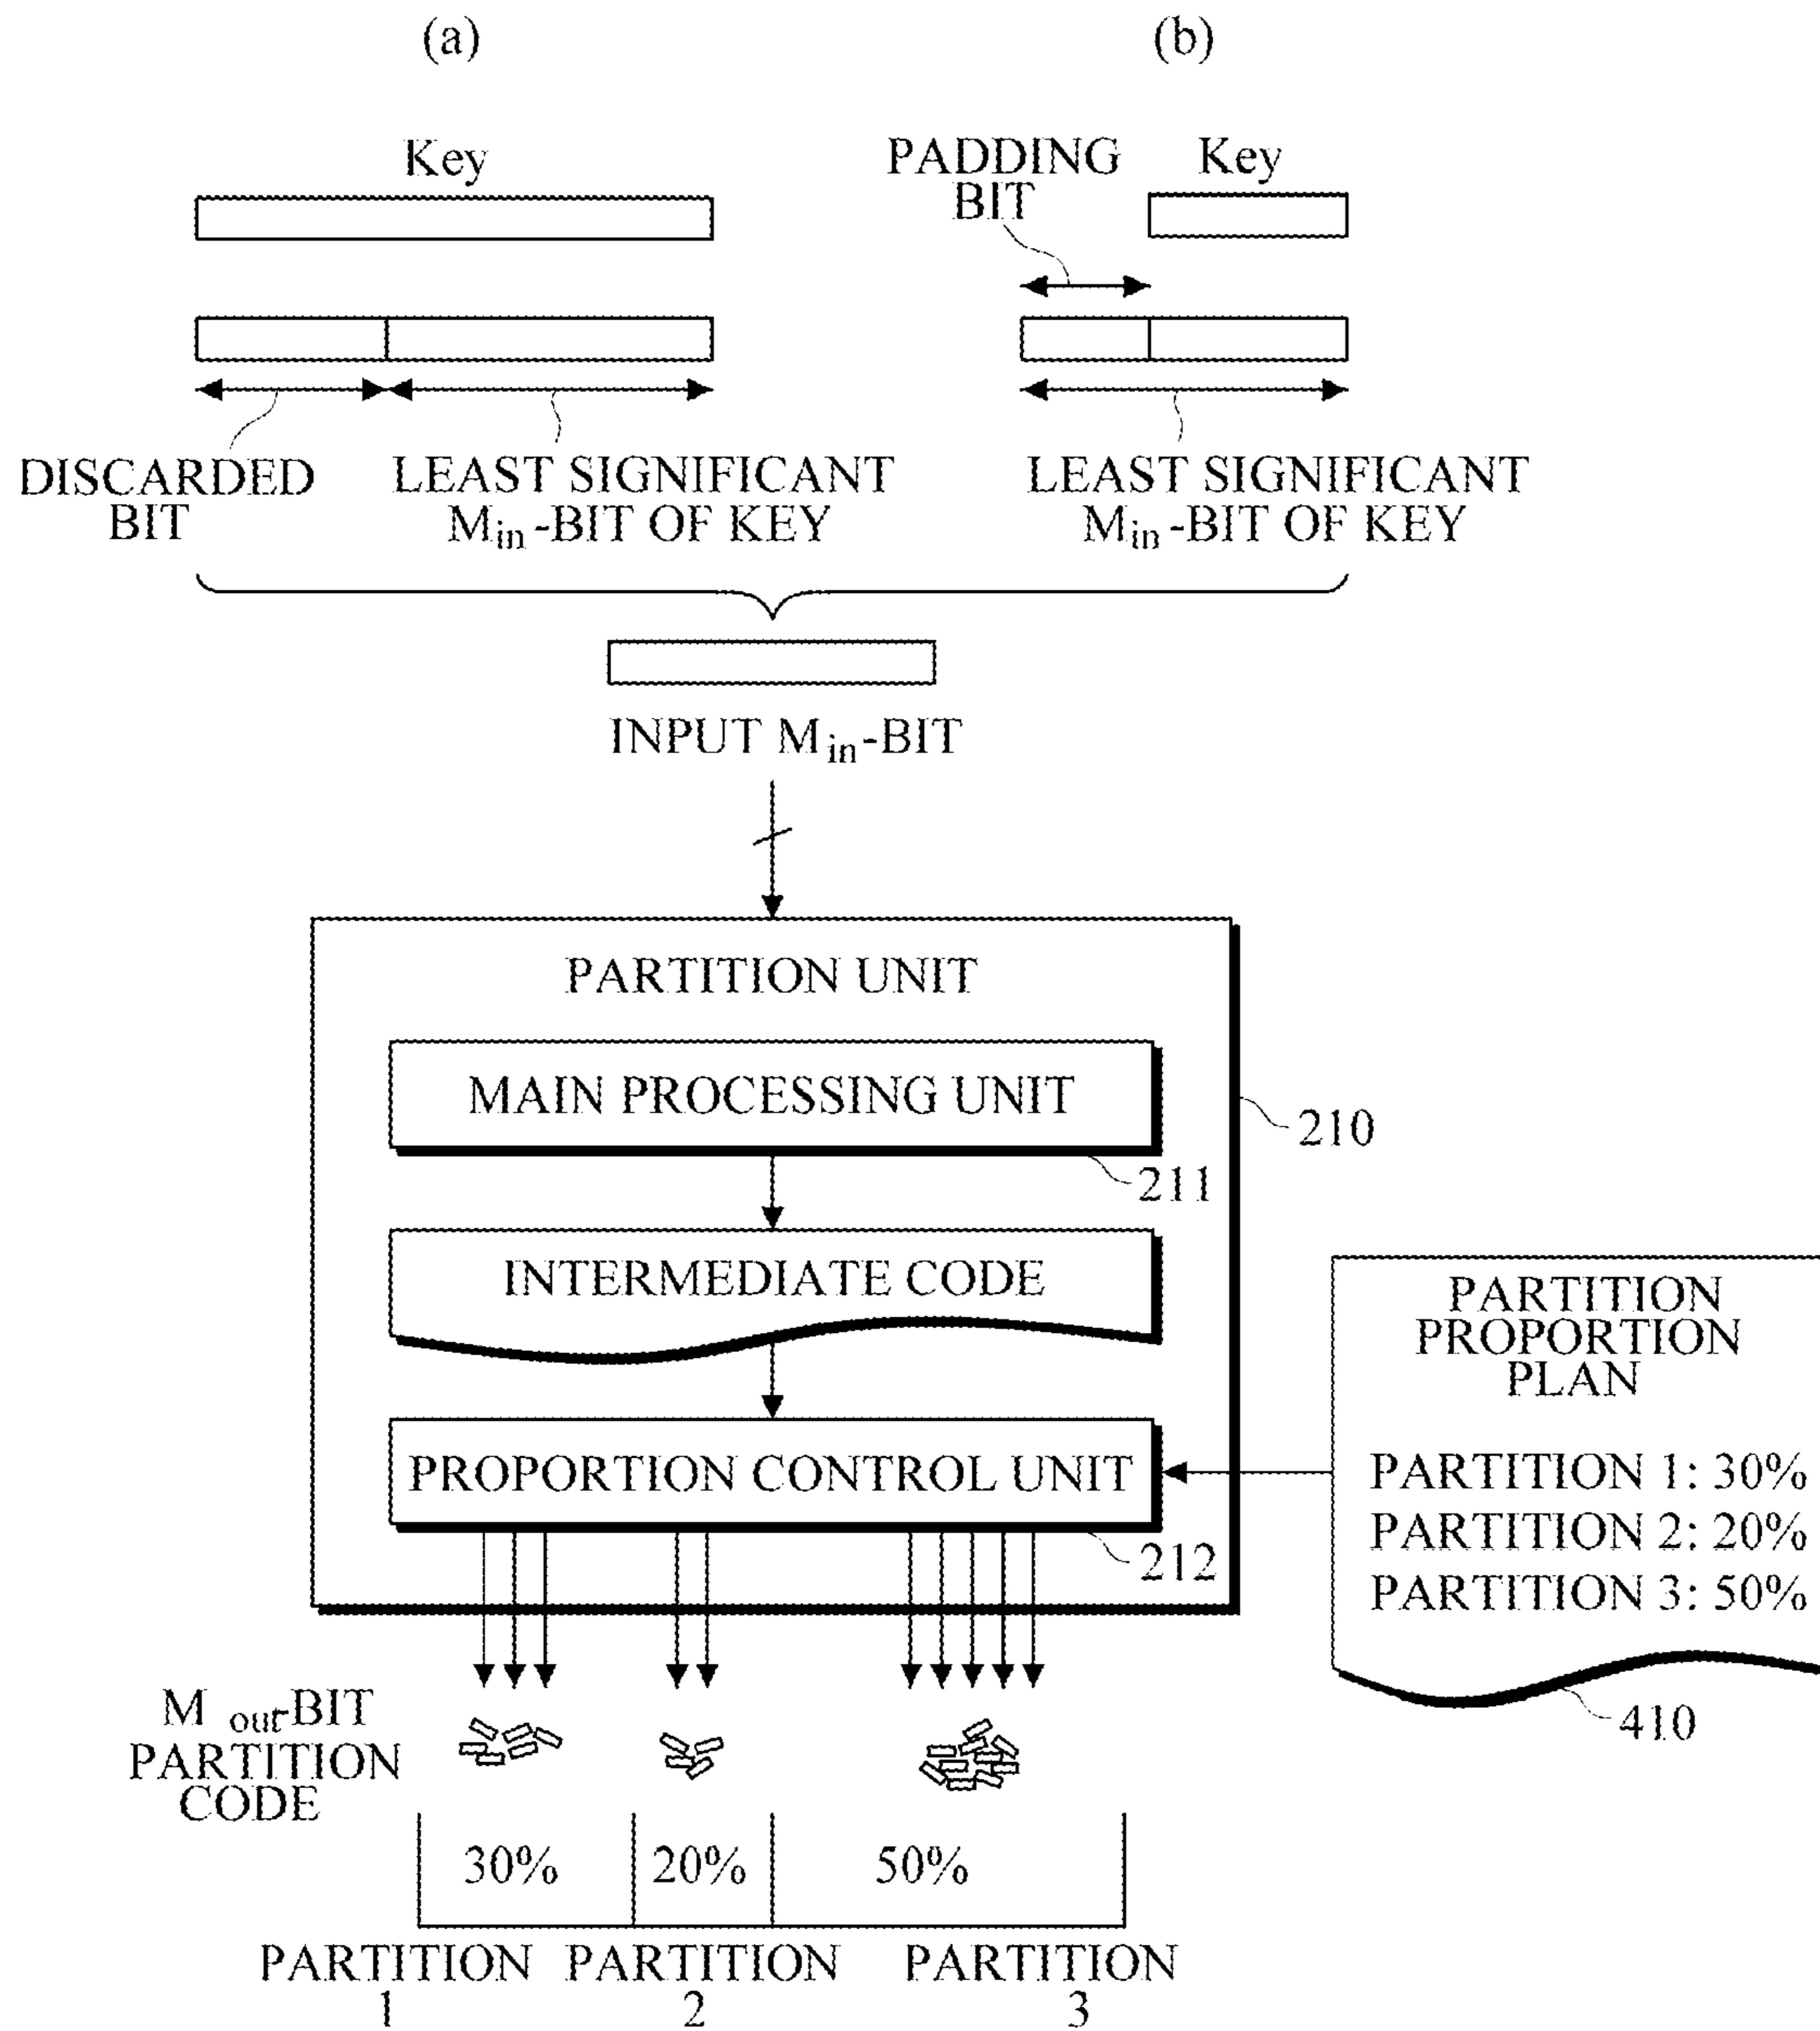 (a)
(b)
Key
PADDING
BIT
Key
DISCARDED
BIT
LEAST SIGNIFICANT
Min-BIT OF KEY
LEAST SIGNIFICANT
Min-BIT OF KEY
INPUT Min-BIT
PARTITION UNIT
MAIN PROCESSING UNIT
210
211
INTERMEDIATE CODE
PROPORTION CONTROL UNIT
212
PARTITION
PROPORTION
PLAN
PARTITION 1: 30%
PARTITION 2: 20%
PARTITION 3: 50%
410
M out-BIT
PARTITION
CODE
30%
20%
50%
PARTITION
1
PARTITION
2
PARTITION
3